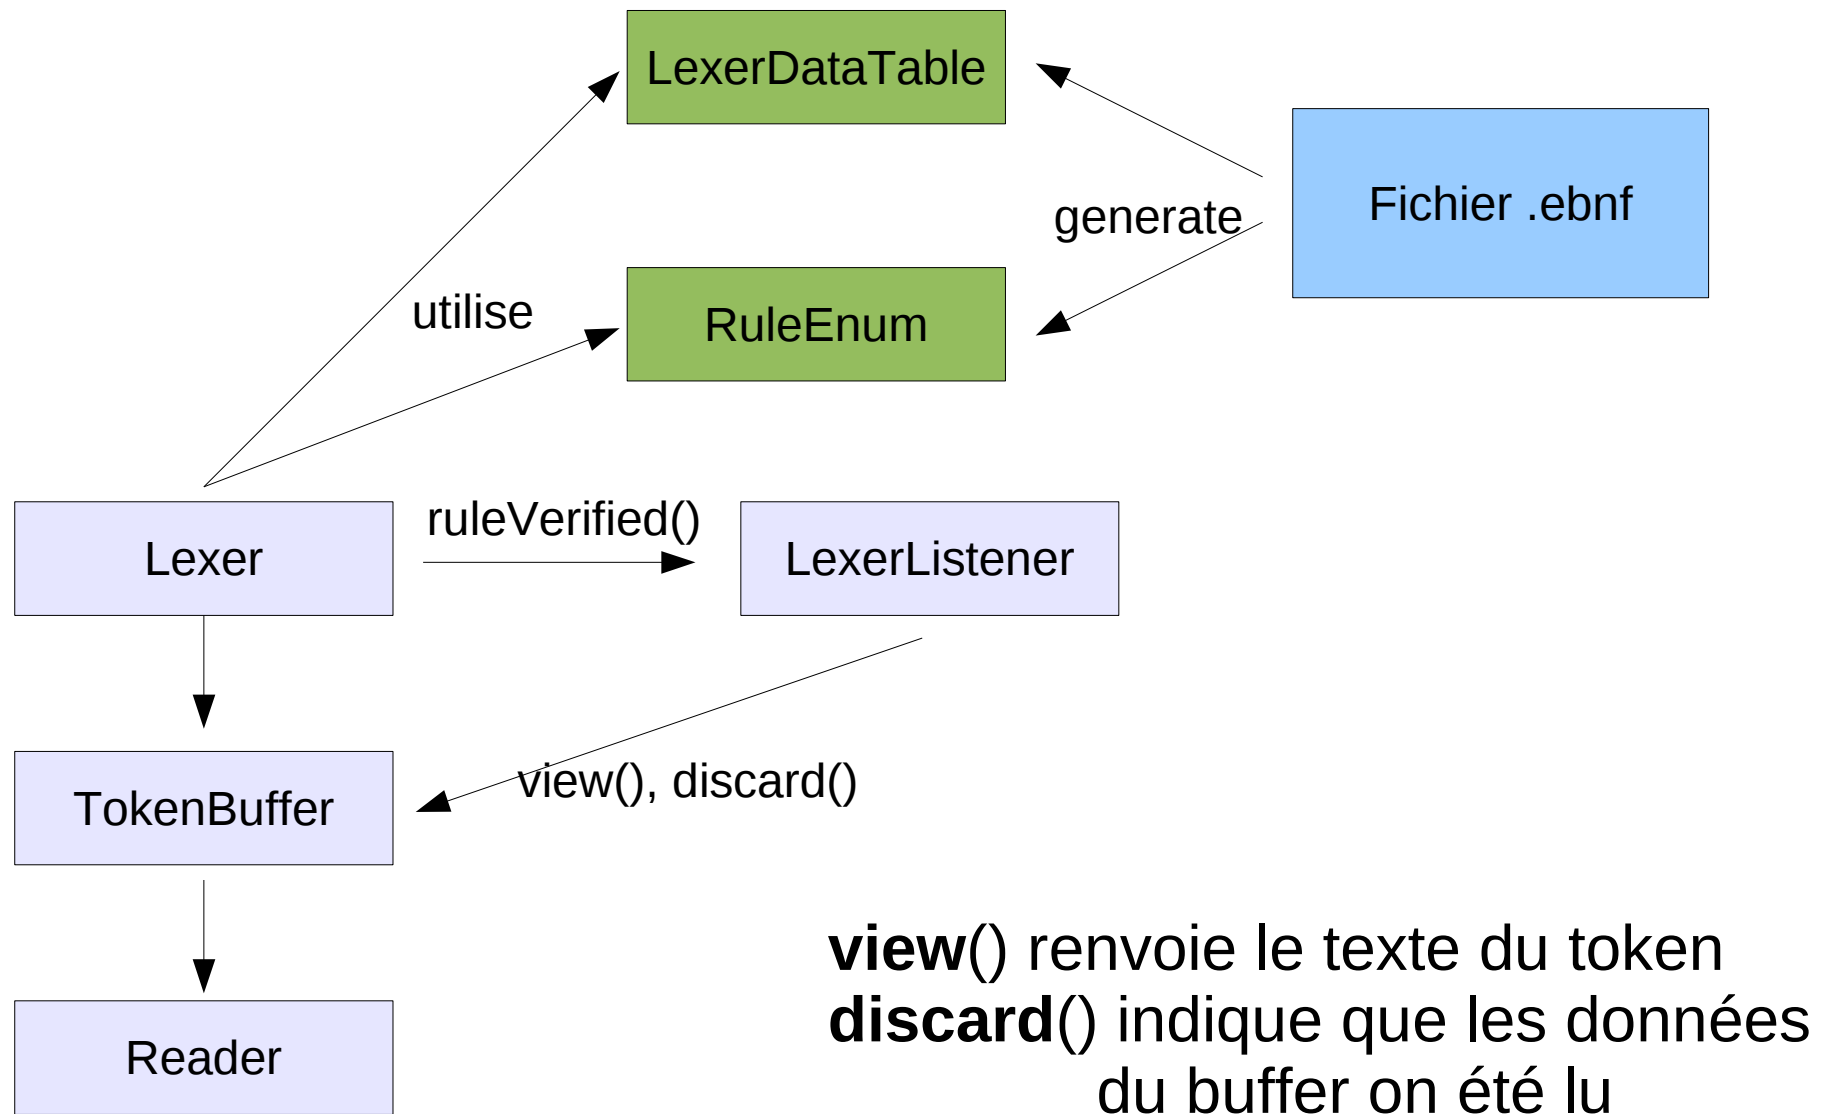 LexerDataTable
Fichier .ebnf
generate
utilise
RuleEnum
ruleVerified()
Lexer
LexerListener
view(), discard()
TokenBuffer
view() renvoie le texte du token
discard() indique que les données
du buffer on été lu
Reader